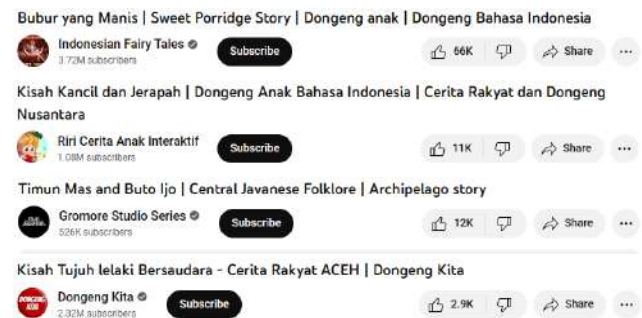 Bubur yang Manis | Sweet Porridge Story | Dongeng anak | Dongeng Bahasa Indonesia
Indonesian Fairy Tales
3.72M subscribers
Subscribe
66K
Share
Kisah Kancil dan Jerapah | Dongeng Anak Bahasa Indonesia | Cerita Rakyat dan Dongeng
Nusantara
Riri Cerita Anak Interaktif
1.08M subscribers
Subscribe
11K
Share
Timun Mas and Buto Ijo | Central Javanese Folklore | Archipelago story
Gromore Studio Series
526K subscribers
Subscribe
12K
Share
Kisah Tujuh lelaki Bersaudara - Cerita Rakyat ACEH | Dongeng Kita
DONGENG
KITA
Dongeng Kita
2.32M subscribers
Subscribe
2.9K
Share